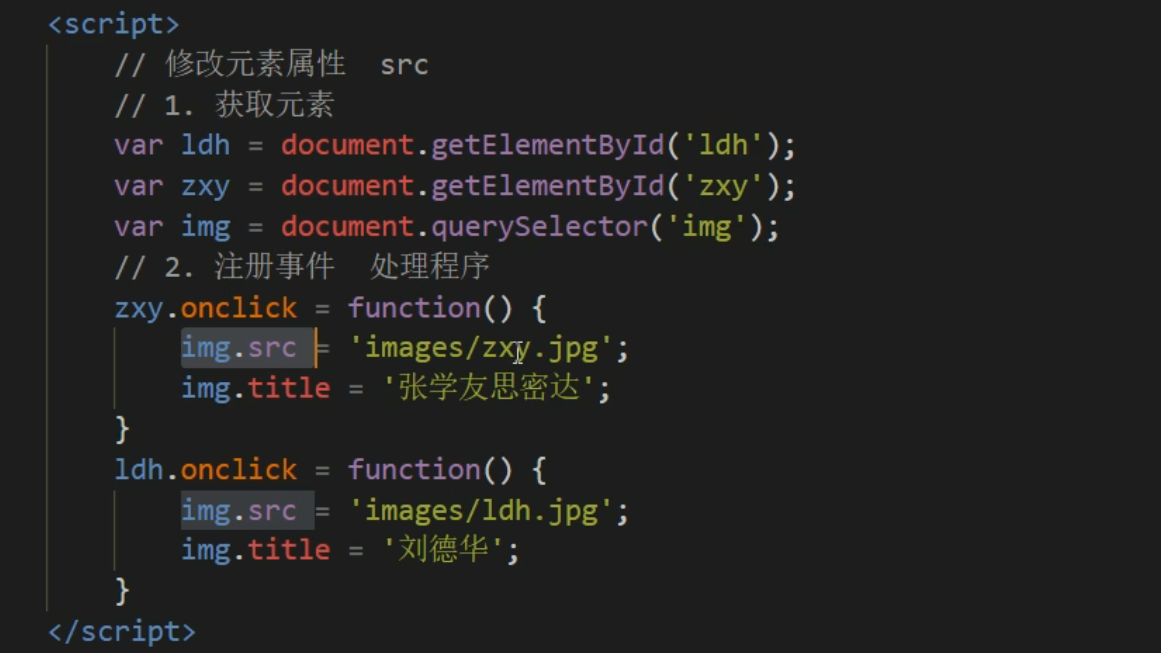 <script>
// 修改元素属性  src
// 1. 获取元素
var ldh = document.getElementById('ldh');
var zxy = document.getElementById('zxy');
var img = document.querySelector('img');
// 2. 注册事件  处理程序
zxy.onclick = function() {
img.src = 'images/zxy.jpg';
img.title = '张学友思密达';
}
ldh.onclick = function() {
img.src = 'images/ldh.jpg';
img.title = '刘德华';
}
</script>